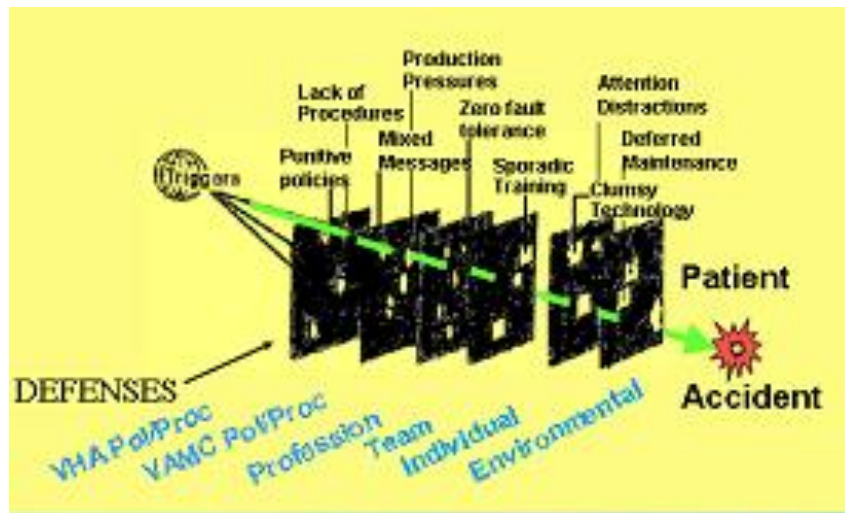 Production
Pressures
Lack of
Procedures
Attention
Distractions
Zero fault
tolerance
Mixed
Messages
Deferred
Maintenance
Punitive
policies
Sporadic
Training
Triggers
Clumsy
Technology
Patient
Accident
DEFENSES
VHA Pol/Proc
VAMC Pol/Proc
Profession
Team
Individual
Environmental